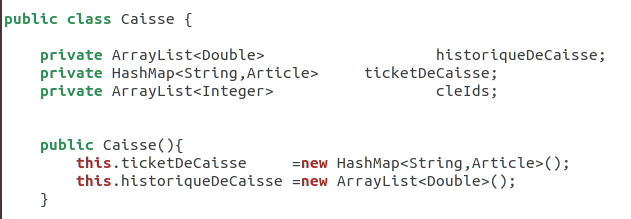 public class Caisse {
private ArrayList<Double> historiqueDeCaisse;
private HashMap<String,Article> ticketDeCaisse;
private ArrayList<Integer> cleIds;
public Caisse(){
this.ticketDeCaisse =new HashMap<String,Article>();
this.historiqueDeCaisse =new ArrayList<Double>();
}